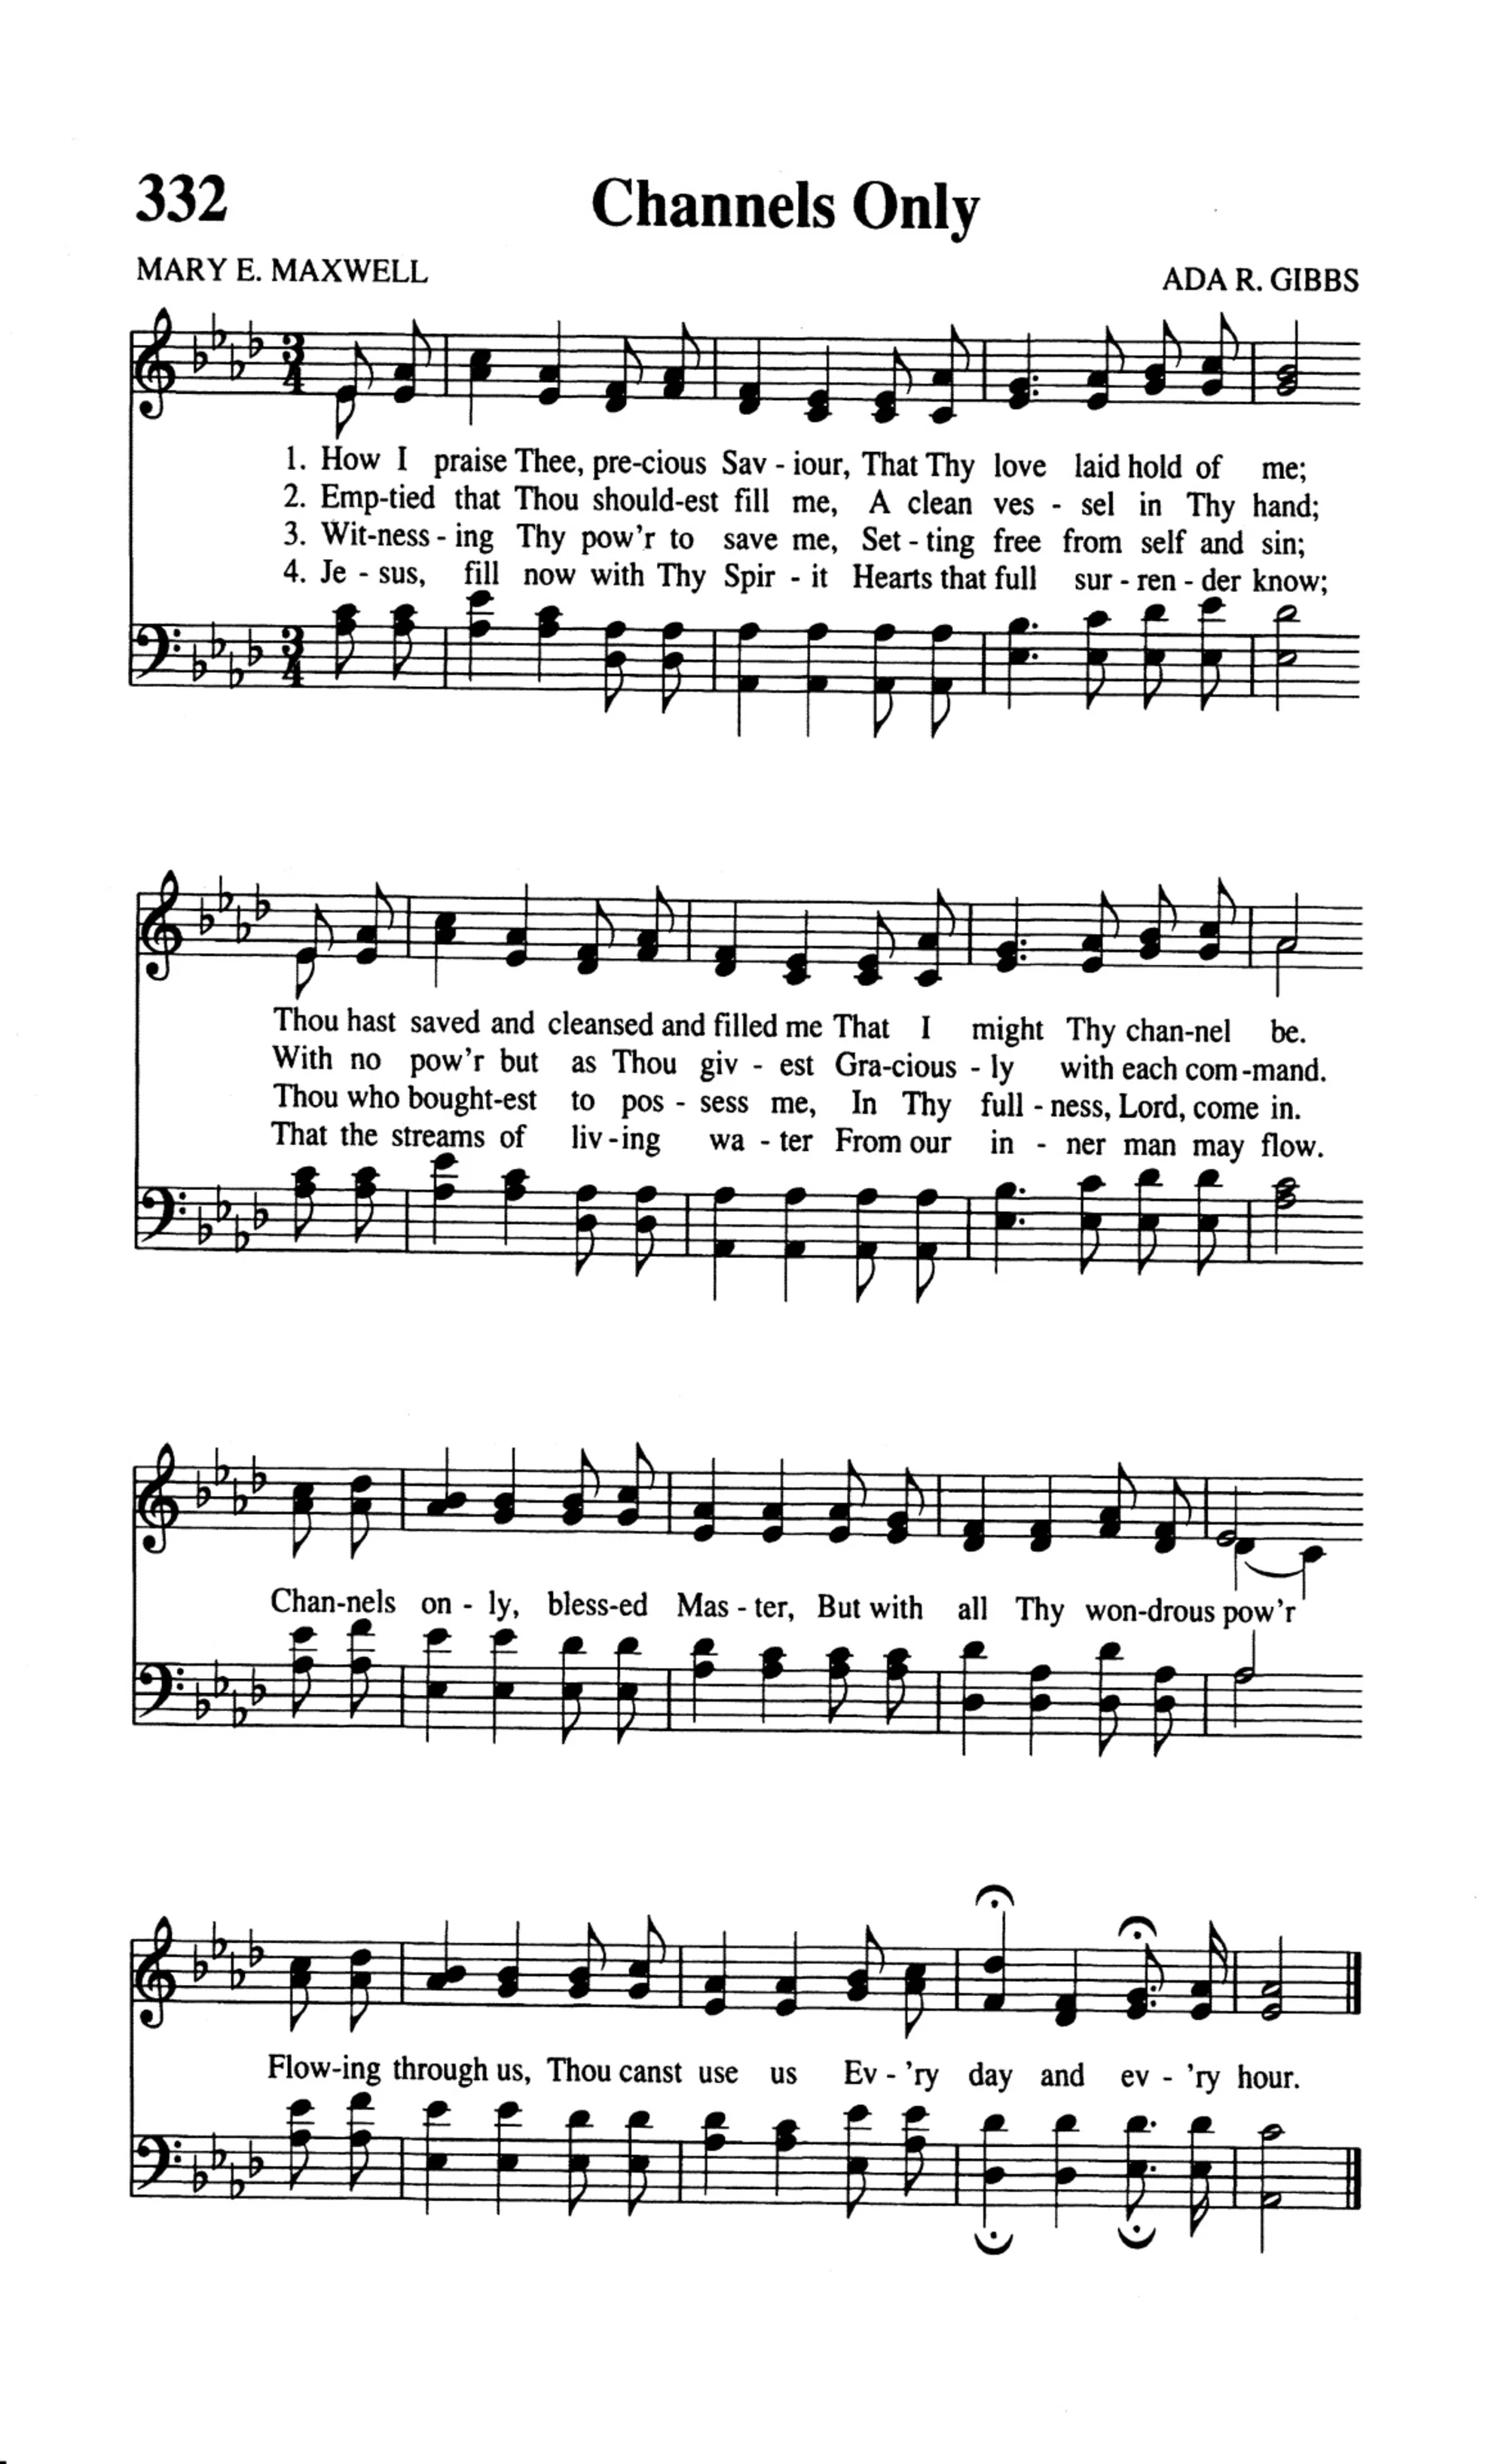 332
Channels Only
MARY E. MAXWELL
ADA R. GIBBS
1. How I praise Thee, pre-cious Sav - iour, That Thy love laid hold of me;
2. Emp-tied that Thou should-est fill me, A clean ves - sel in Thy hand;
3. Wit-ness - ing Thy pow'r to save me, Set - ting free from self and sin;
4. Je - sus, fill now with Thy Spir - it Hearts that full sur - ren - der know;
Thou hast saved and cleansed and filled me That I might Thy chan-nel be.
With no pow'r but as Thou giv - est Gra-cious - ly with each com -mand.
Thou who bought-est to pos - sess me, In Thy full - ness, Lord, come in.
That the streams of liv -ing wa - ter From our in - ner man may flow.
Chan-nels on - ly, bless-ed Mas - ter, But with all Thy won-drous pow'r
Flow-ing through us, Thou canst use us Ev - 'ry day and ev - 'ry hour.